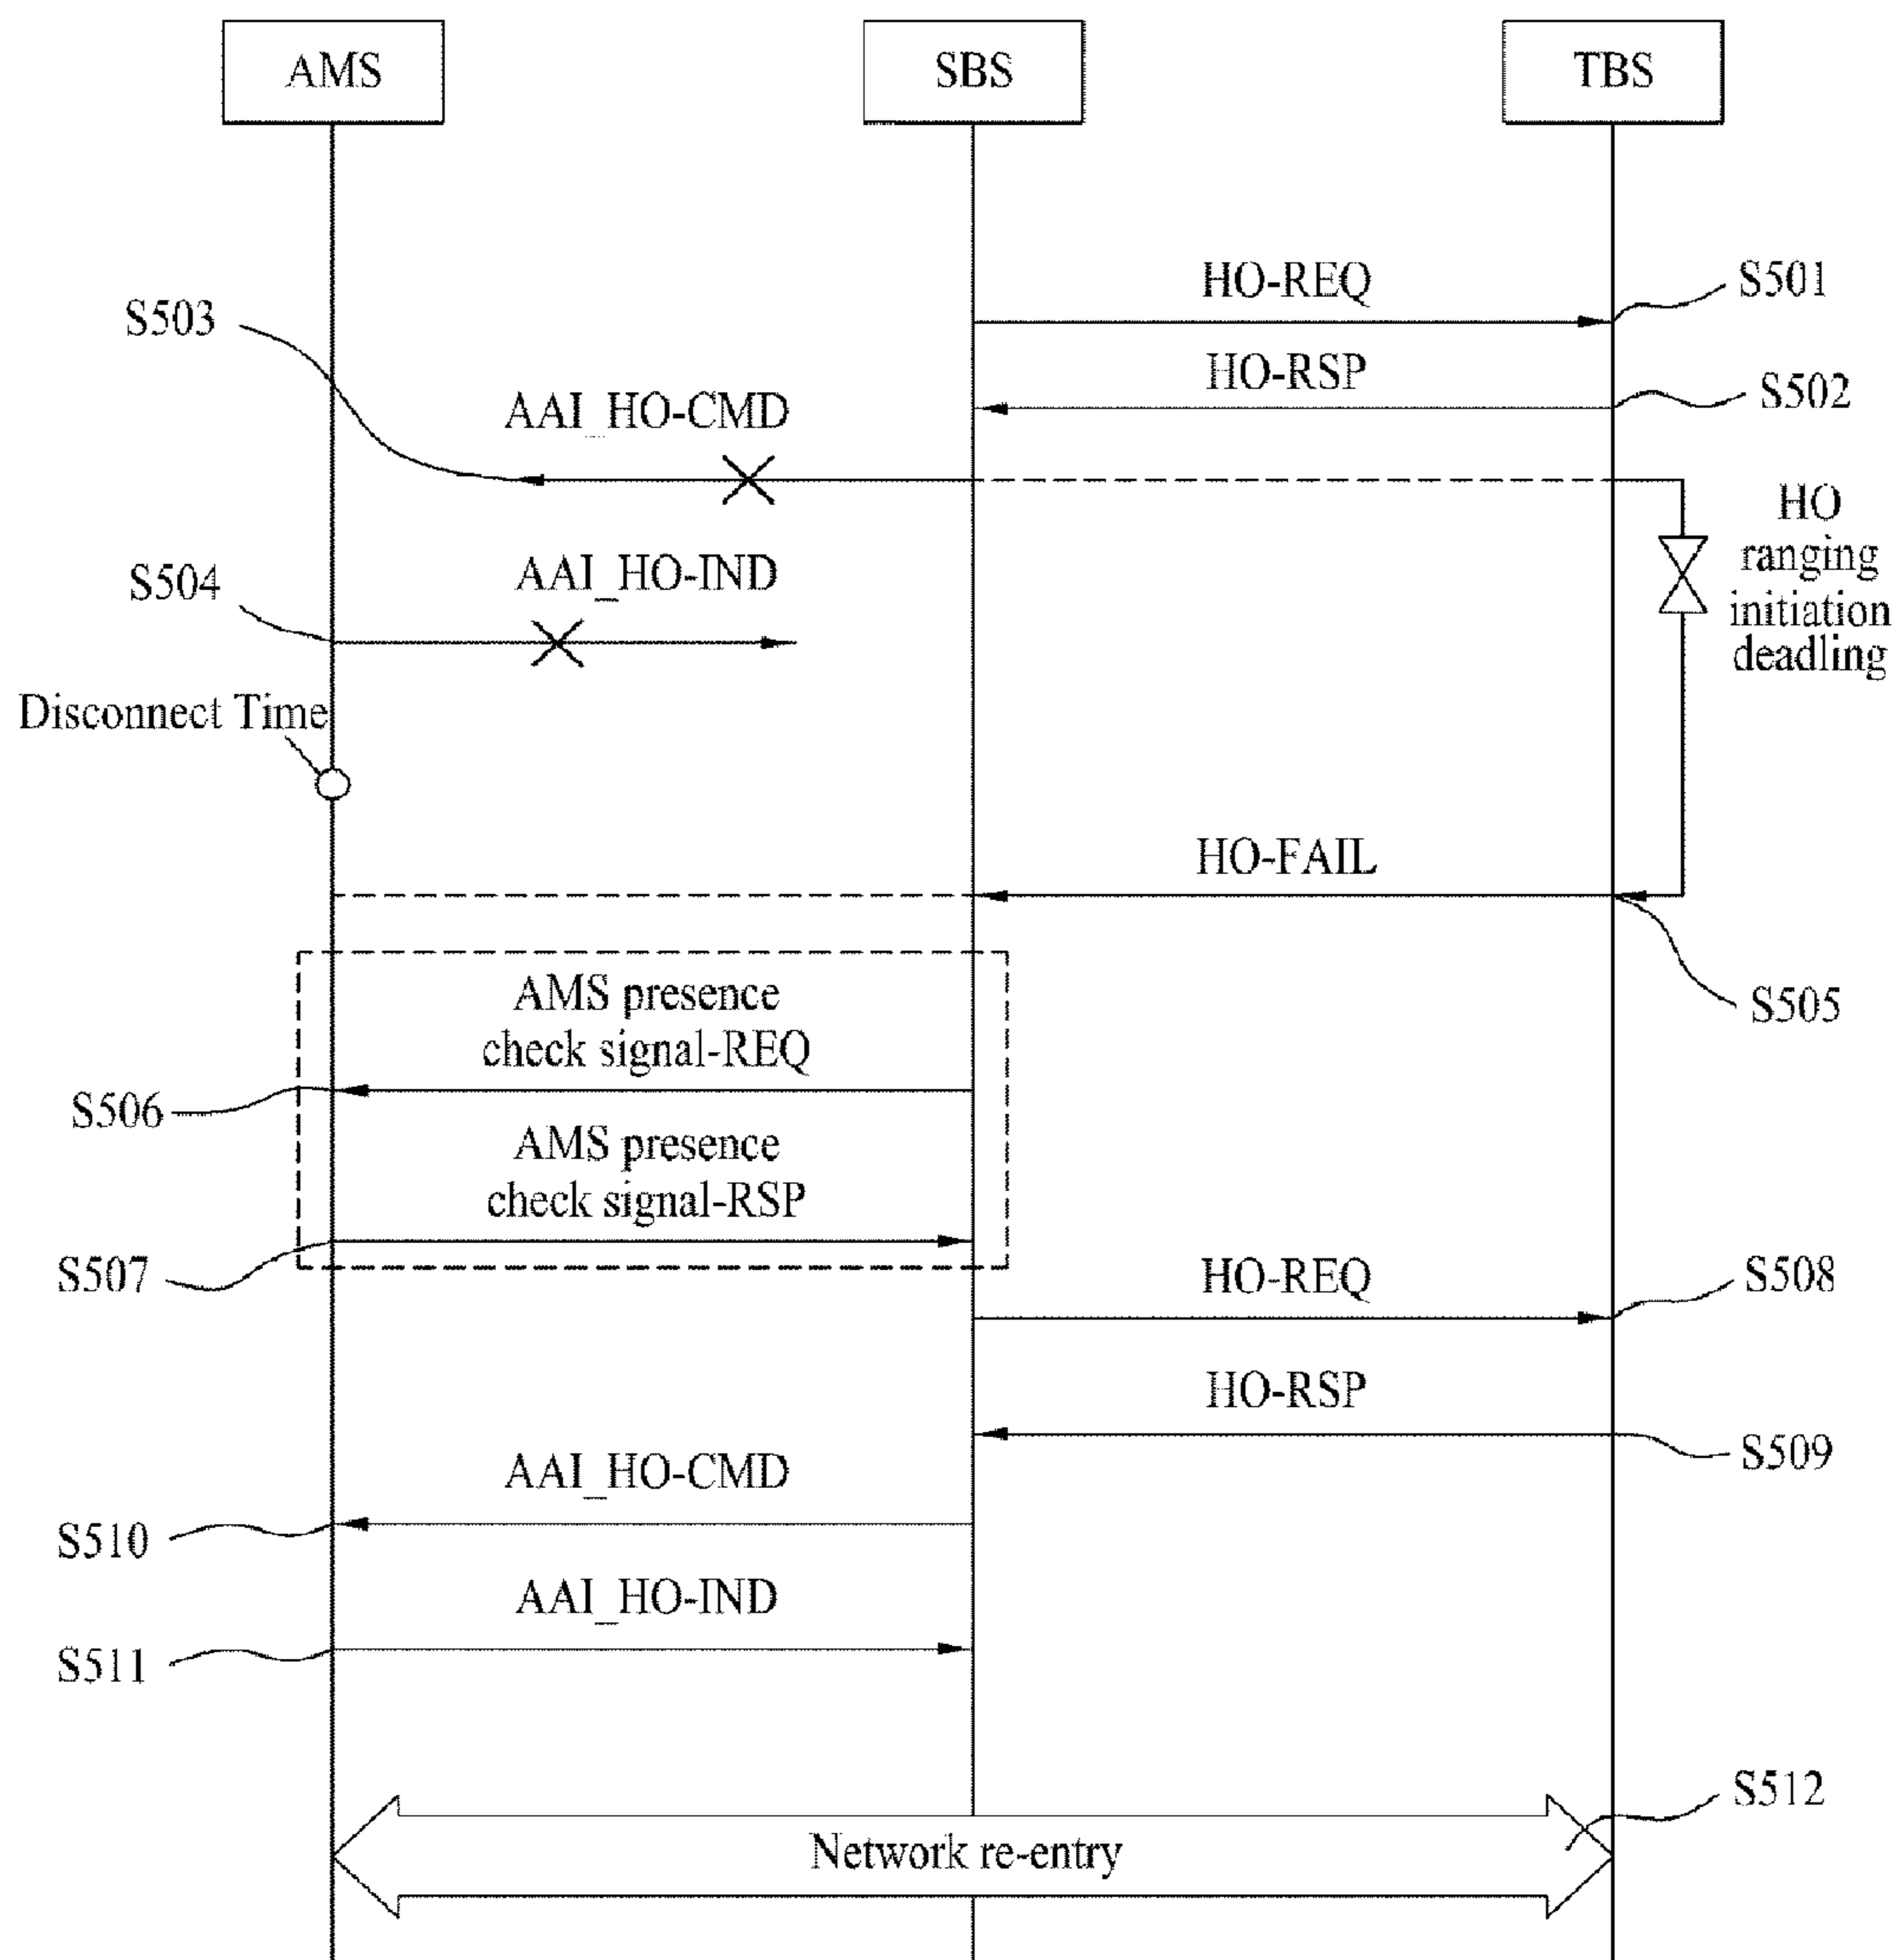 AMS
SBS
TBS
HO-REQ
S501
S503
HO-RSP
S502
AAI_HO-CMD
HO
ranging
initiation
deadling
AAI_HO-IND
S504
Disconnect Time
HO-FAIL
S505
AMS presence
check signal-REQ
S506
AMS presence
check signal-RSP
S507
HO-REQ
S508
HO-RSP
S509
AAI_HO-CMD
S510
AAI_HO-IND
S511
S512
Network re-entry